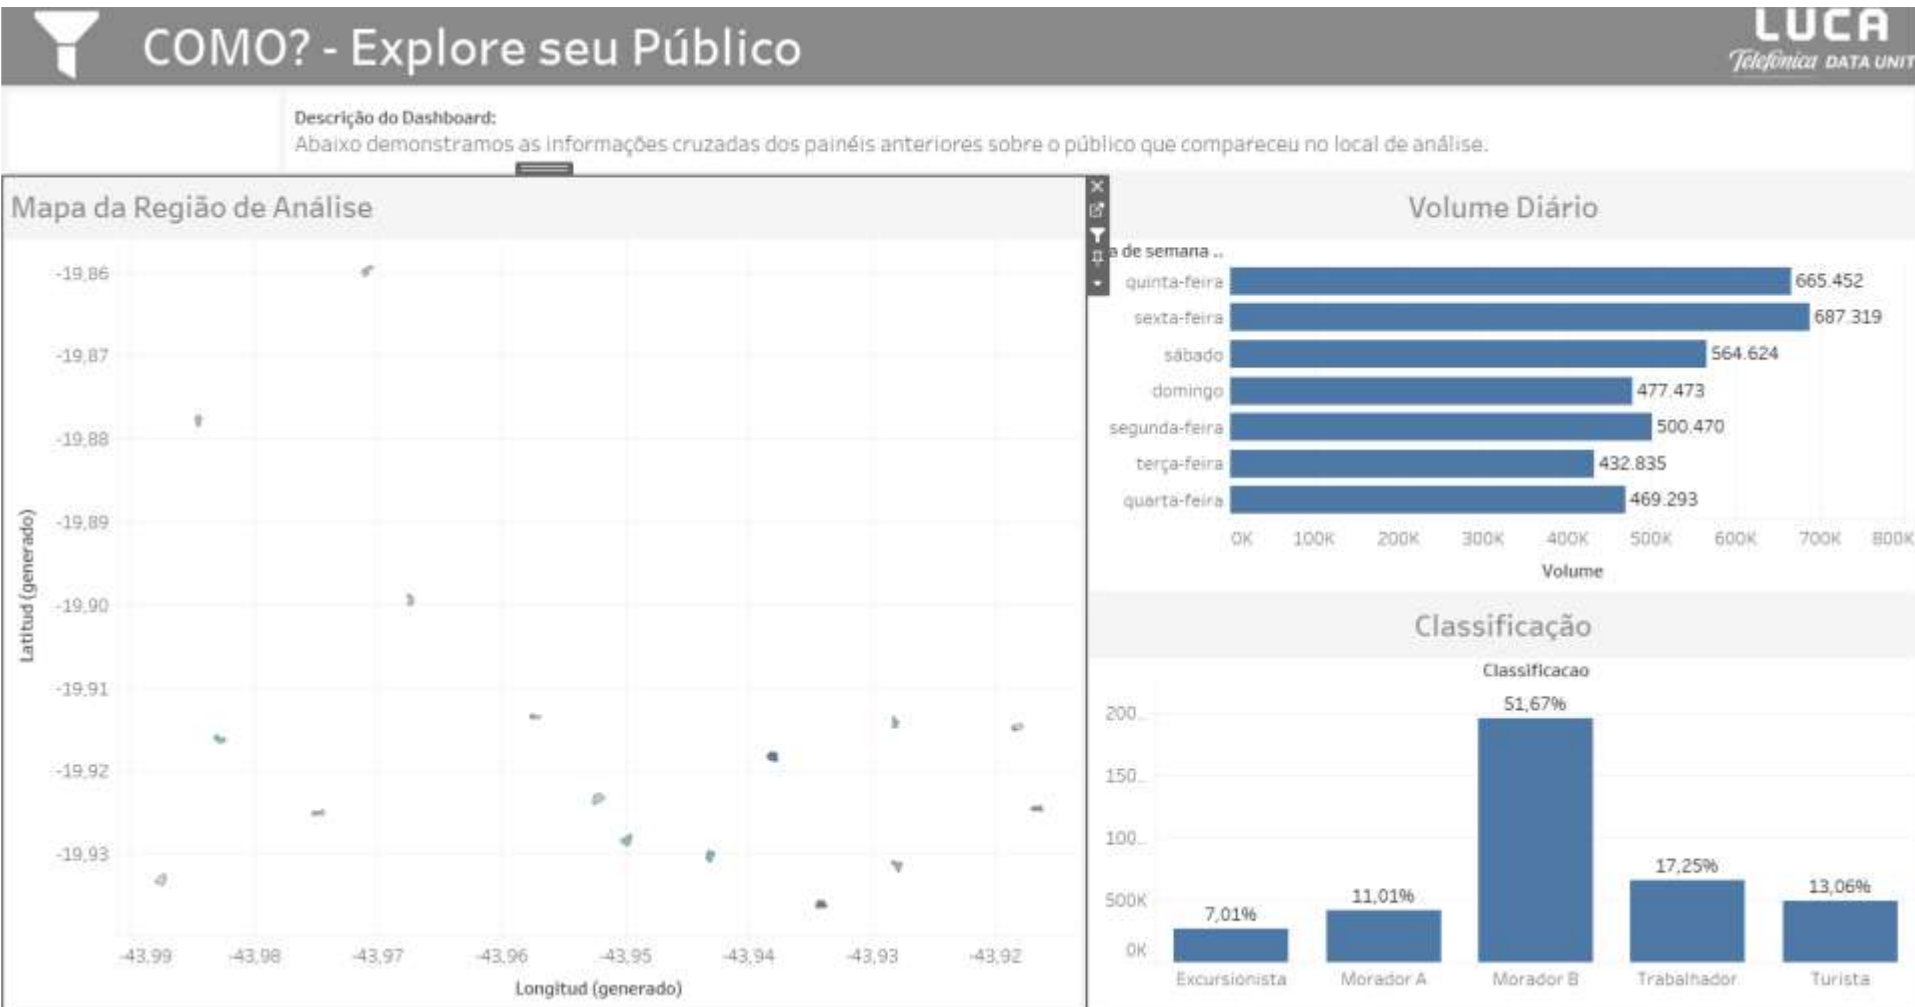 COMO? - Explore seu Público
LUCA
Telefónica DATA UNIT
Descrição do Dashboard:
Abaixo demonstramos as informações cruzadas dos painéis anteriores sobre o público que compareceu no local de análise.
Mapa da Região de Análise
Latitud (generado)
-19,86
-19,87
-19,88
-19,89
-19,90
-19,91
-19,92
-19,93
-43,99
-43,98
-43,97
-43,96
-43,95
-43,94
-43,93
-43,92
Longitud (generado)
Volume Diário
a de semana ..
quinta-feira 665.452
sexta-feira 687.319
sábado 564.624
domingo 477.473
segunda-feira 500.470
terça-feira 432.835
quarta-feira 469.293
0K 100K 200K 300K 400K 500K 600K 700K 800K
Volume
Classificação
Classificacao
200..
150..
100..
500K
0K
7,01%
11,01%
51,67%
17,25%
13,06%
Excursionista Morador A Morador B Trabalhador Turista